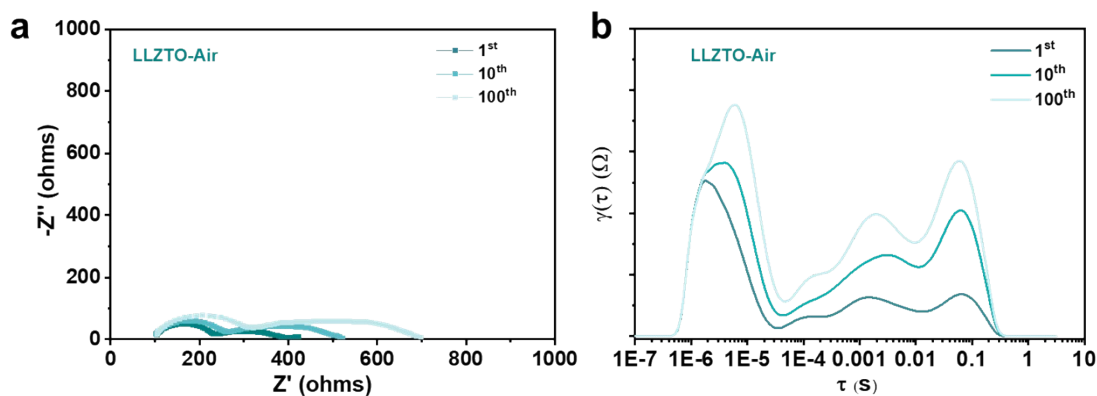 a
LLZTO-Air
1st
10th
100th
1000
800
600
400
200
0
-Z'' (ohms)
0 200 400 600 800 1000
Z' (ohms)
b
LLZTO-Air
1st
10th
100th
γ(τ) (Ω)
1E-7 1E-6 1E-5 1E-4 0.001 0.01 0.1 1 10
τ (s)